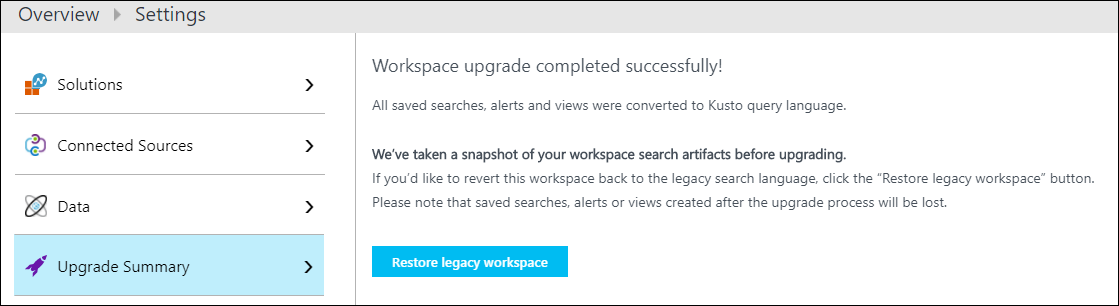 Overview Settings
Solutions
Connected Sources
Data
Upgrade Summary
Workspace upgrade completed successfully!
All saved searches, alerts and views were converted to Kusto query language.
We've taken a snapshot of your workspace search artifacts before upgrading.
If you'd like to revert this workspace back to the legacy search language, click the “Restore legacy workspace” button.
Please note that saved searches, alerts or views created after the upgrade process will be lost.
Restore legacy workspace